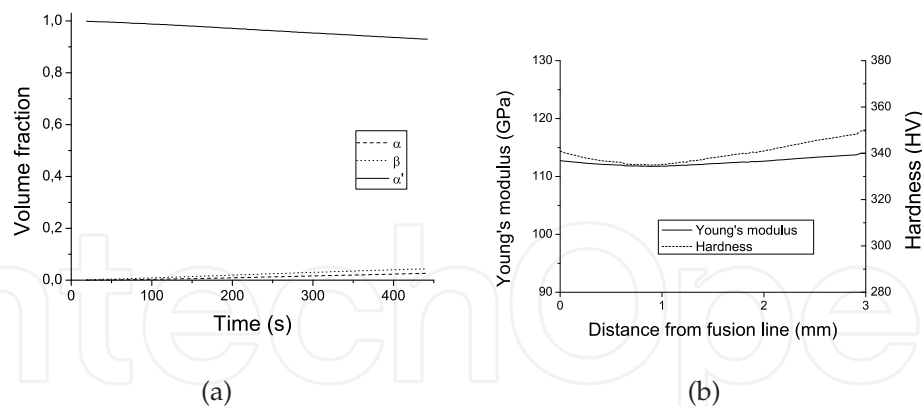 1,0
0,8
0,6
0,4
0,2
0,0
Volume fraction
α
β
α'
0
100
200
300
400
Time (s)
(a)
130
120
115
110
100
90
Young's modulus (GPa)
380
360
340
320
300
280
Hardness (HV)
Young's modulus
Hardness
0
1
2
3
Distance from fusion line (mm)
(b)
ntechOpe